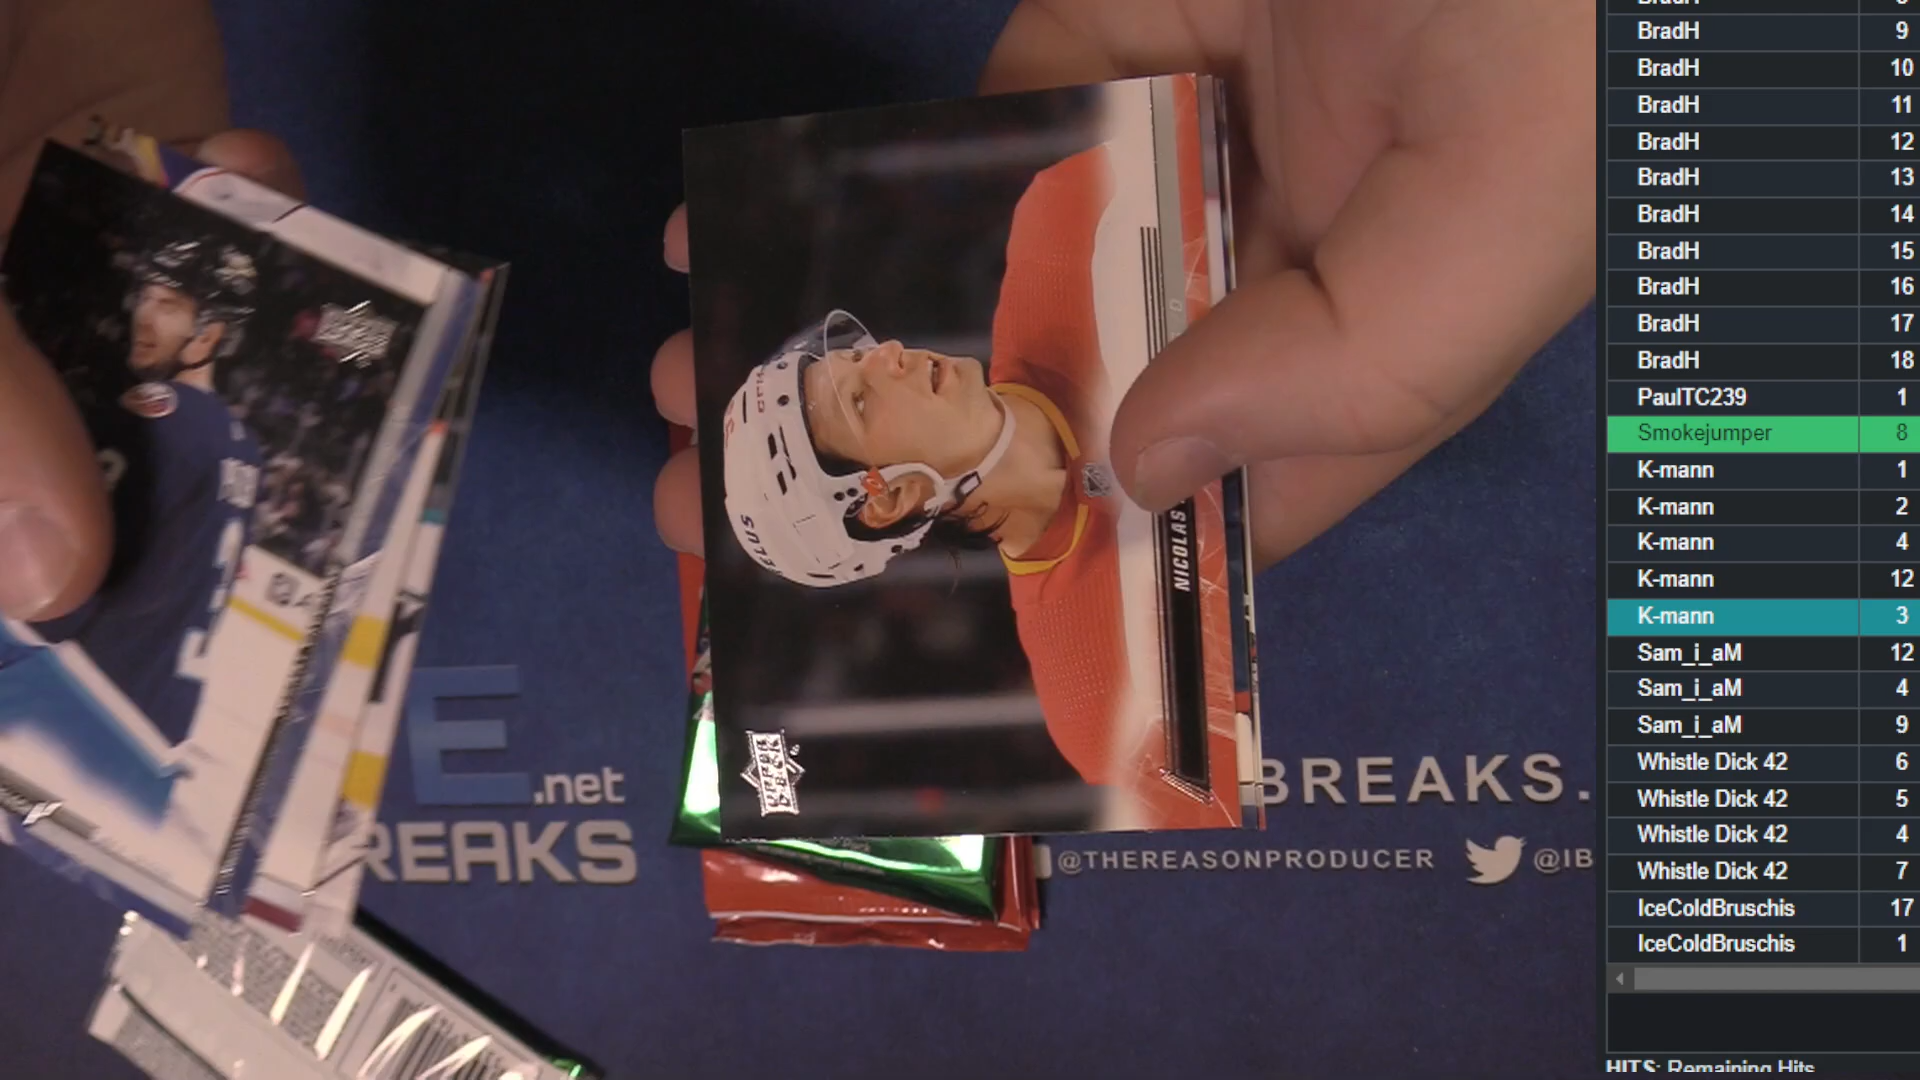 NICOLAS
UPPER DECK
E
.net
REAKS
BREAKS.
@THEREASONPRODUCER
@IB
BradH 9
BradH 10
BradH 11
BradH 12
BradH 13
BradH 14
BradH 15
BradH 16
BradH 17
BradH 18
PaulTC239 1
Smokejumper 8
K-mann 1
K-mann 2
K-mann 4
K-mann 12
K-mann 3
Sam_i_aM 12
Sam_i_aM 4
Sam_i_aM 9
Whistle Dick 42 6
Whistle Dick 42 5
Whistle Dick 42 4
Whistle Dick 42 7
IceColdBruschis 17
IceColdBruschis 1
HITS: Remaining Hits